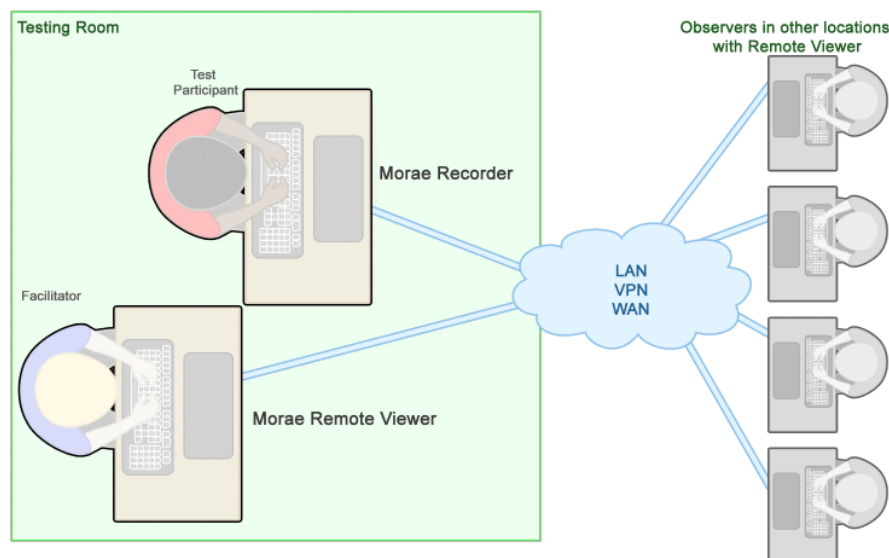 Testing Room
Test
Participant
Morae Recorder
Facilitator
Morae Remote Viewer
LAN
VPN
WAN
Observers in other locations
with Remote Viewer